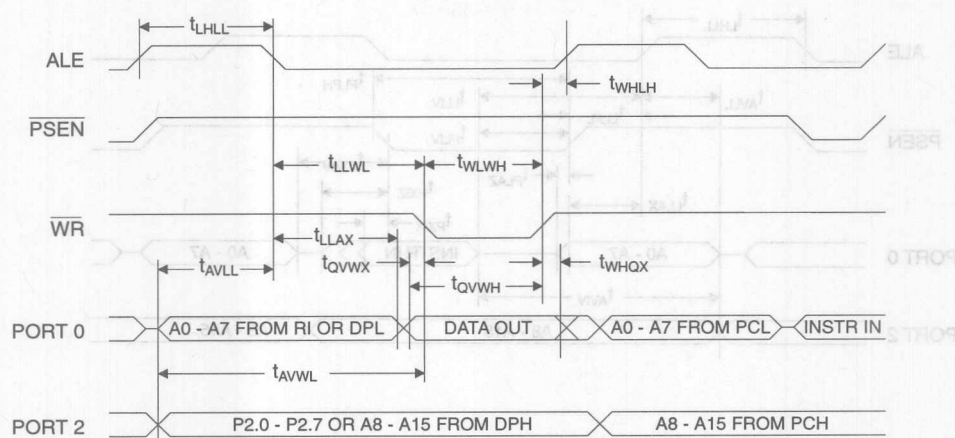 tLHLL
ALE
tWHLH
PSEN
tLLWL
tWLWH
WR
tLLAX
tQVWX
tWHQX
tAVLL
tQVWH
PORT 0
A0 - A7 FROM RI OR DPL
DATA OUT
A0 - A7 FROM PCL
INSTR IN
tAVWL
PORT 2
P2.0 - P2.7 OR A8 - A15 FROM DPH
A8 - A15 FROM PCH